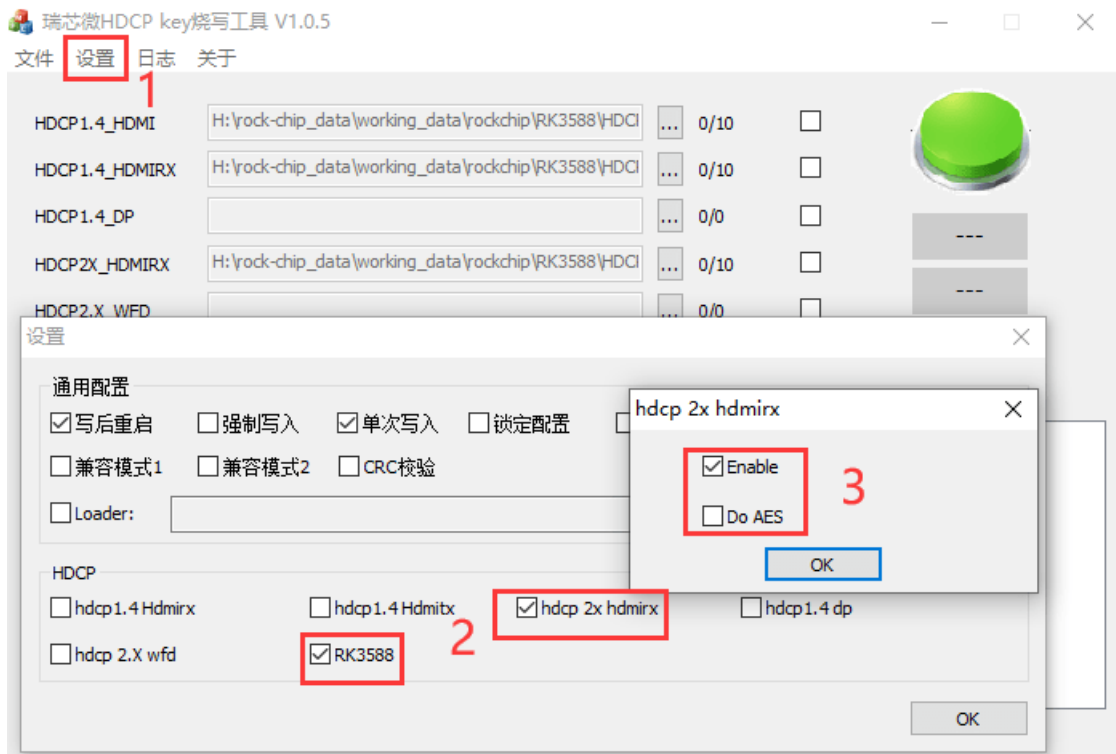 瑞芯微HDCP key烧写工具 V1.0.5
文件 设置 日志 关于
1
HDCP1.4_HDMI H:\rock-chip_data\working_data\rockchip\RK3588\HDCI ... 0/10
HDCP1.4_HDMIRX H:\rock-chip_data\working_data\rockchip\RK3588\HDCI ... 0/10
HDCP1.4_DP ... 0/0
---
HDCP2X_HDMIRX H:\rock-chip_data\working_data\rockchip\RK3588\HDCI ... 0/10
---
HDCP2.X_WFD ... 0/0
设置
通用配置
写后重启 强制写入 单次写入 锁定配置
兼容模式1 兼容模式2 CRC校验
Loader:
hdcp 2x hdmirx
Enable
3
Do AES
OK
HDCP
hdcp1.4 Hdmirx hdcp1.4 Hdmitx hdcp 2x hdmirx hdcp1.4 dp
2
hdcp 2.X wfd RK3588
OK